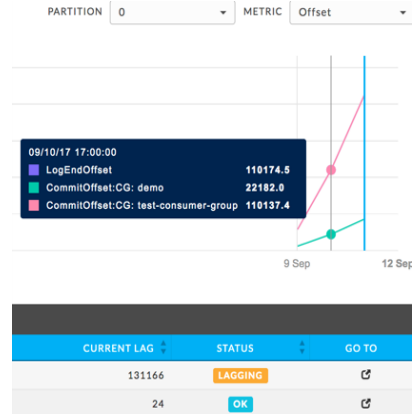 PARTITION 0 METRIC Offset
09/10/17 17:00:00
LogEndOffset 110174.5
CommitOffset:CG: demo 22182.0
CommitOffset:CG: test-consumer-group 110137.4
9 Sep 12 Sep
CURRENT LAG STATUS GO TO
131166 LAGGING
24 OK